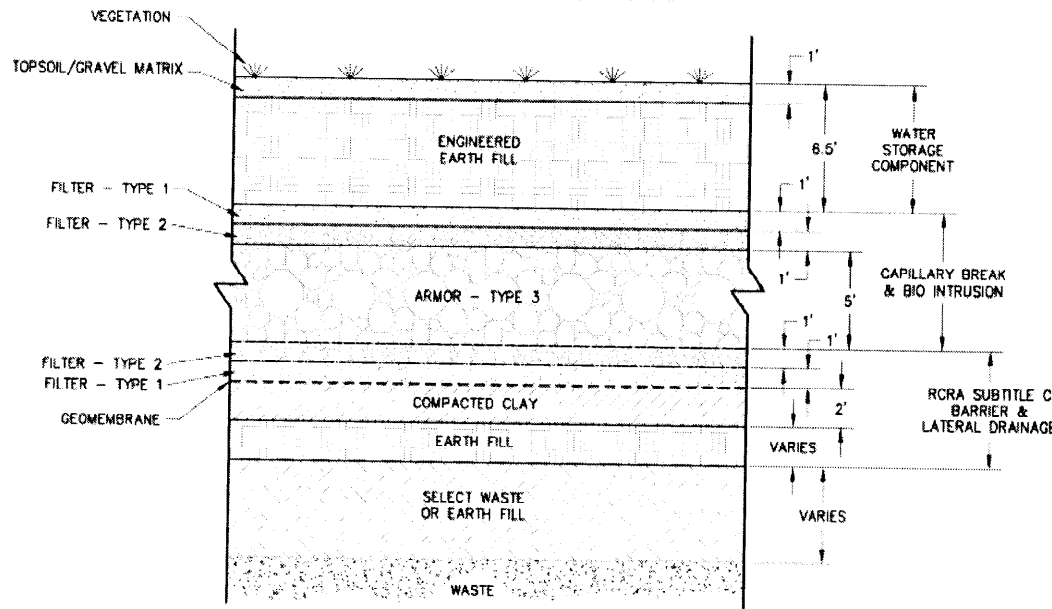 VEGETATION
TOPSOIL/GRAVEL MATRIX
1'
ENGINEERED
EARTH FILL
6.5'
WATER
STORAGE
COMPONENT
FILTER - TYPE 1
1'
FILTER - TYPE 2
1'
ARMOR - TYPE 3
5'
CAPILLARY BREAK
& BIO INTRUSION
1'
1'
FILTER - TYPE 2
FILTER - TYPE 1
GEOMEMBRANE
COMPACTED CLAY
2'
RCRA SUBTITLE C
BARRIER &
LATERAL DRAINAGE
EARTH FILL
VARIES
SELECT WASTE
OR EARTH FILL
VARIES
WASTE